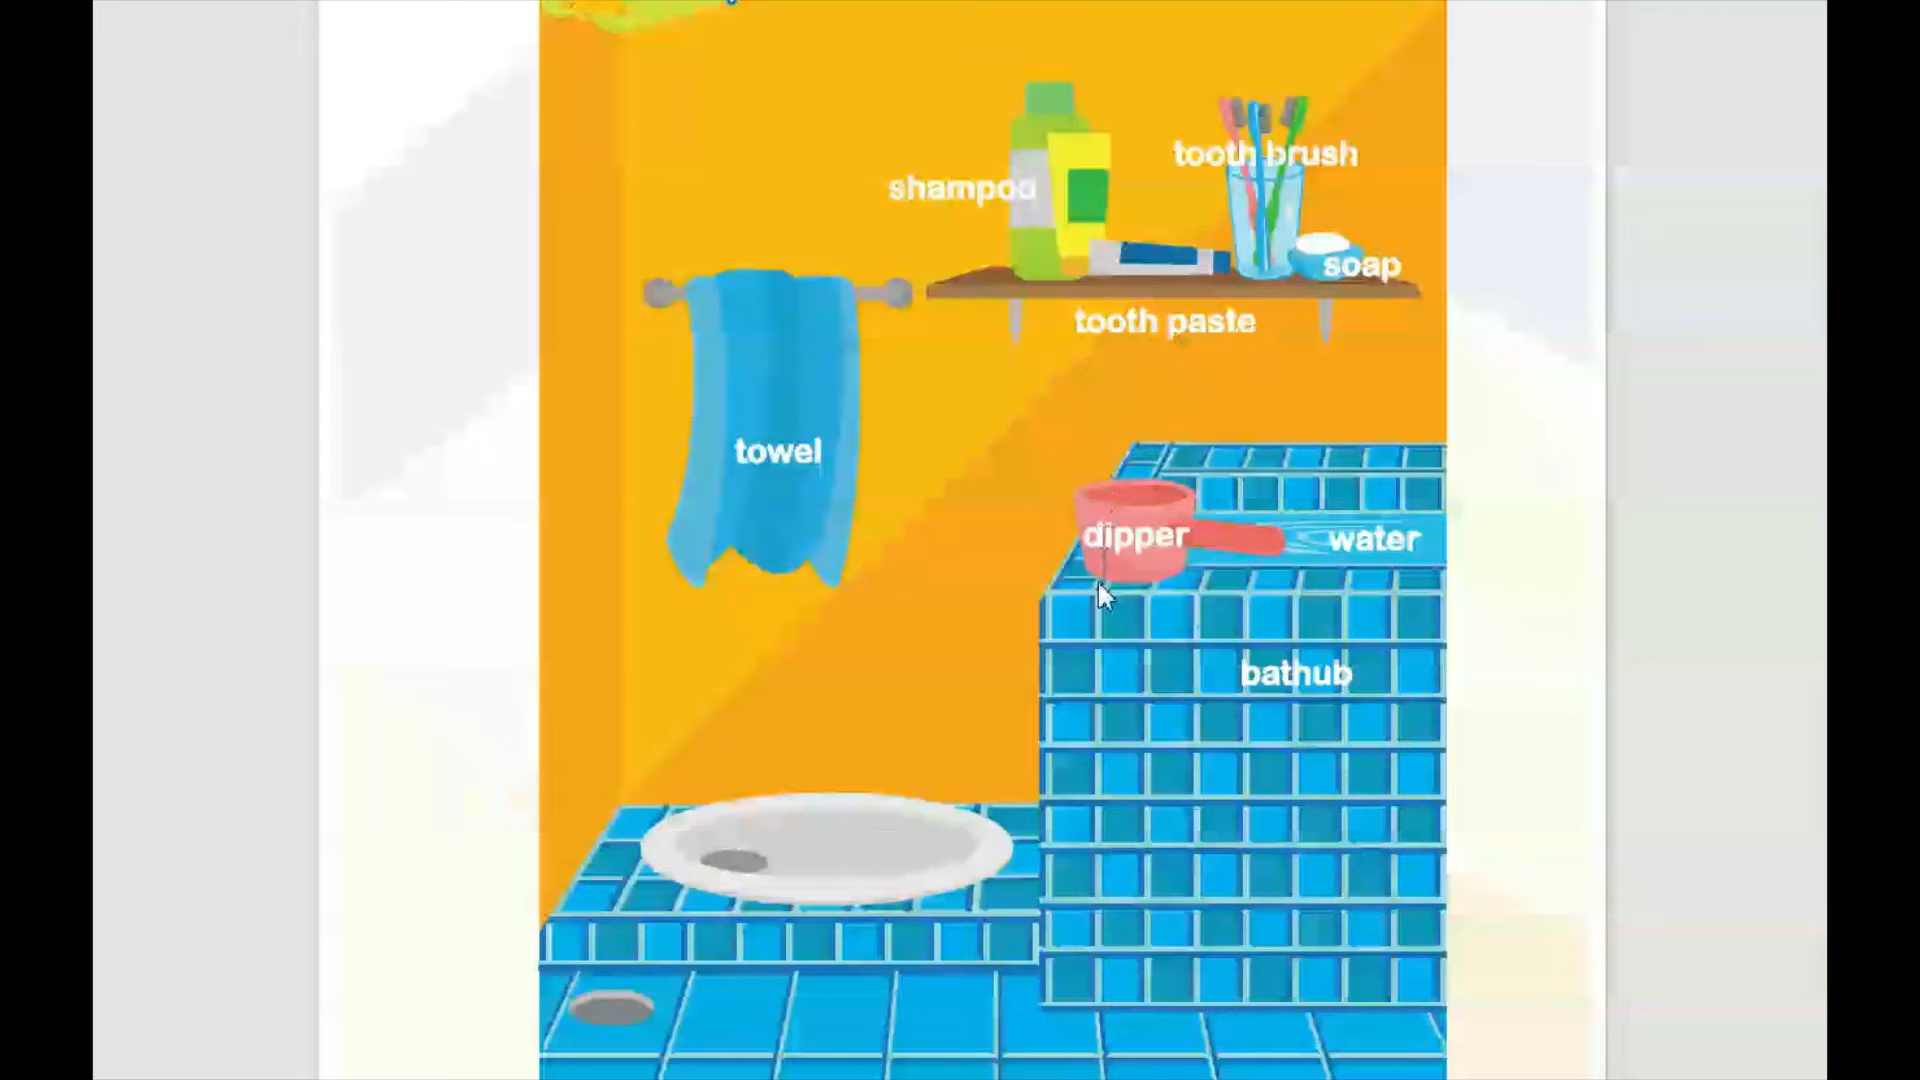 tooth brush
shampoo
soap
tooth paste
towel
dipper
water
bathub